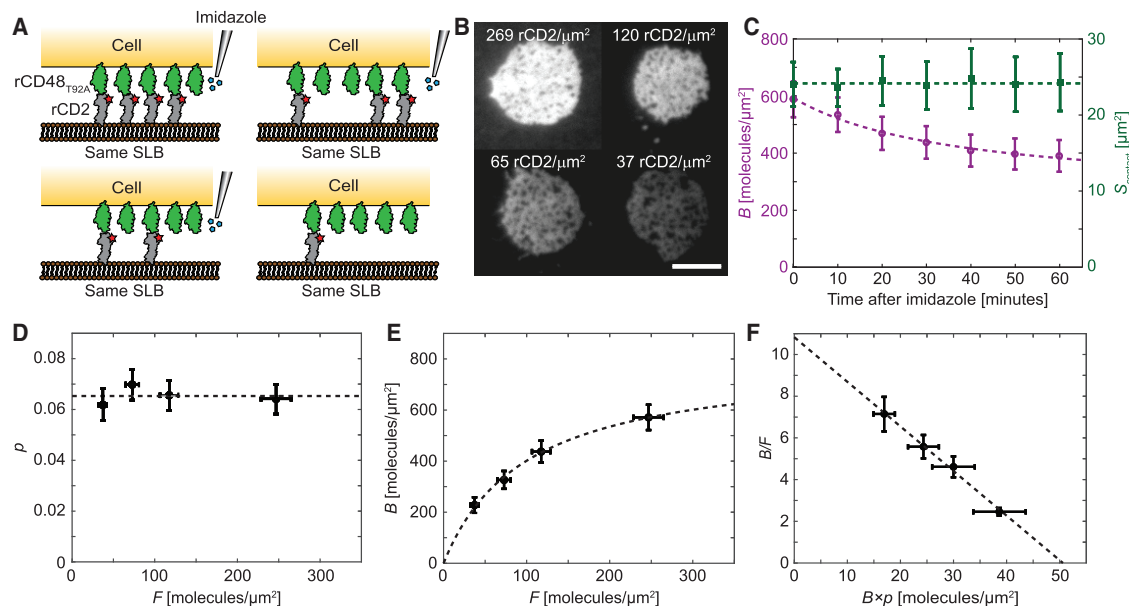 A
Imidazole
Cell
Cell
rCD48T92A
rCD2
Same SLB
Same SLB
Cell
Cell
Same SLB
Same SLB
B
269 rCD2/μm²
120 rCD2/μm²
65 rCD2/μm²
37 rCD2/μm²
C
800
600
400
200
0
B [molecules/μm²]
30
20
10
0
Scontact [μm²]
0 10 20 30 40 50 60
Time after imidazole [minutes]
D
0.08
0.06
0.04
0.02
0
p
0 100 200 300
F [molecules/μm²]
E
800
600
400
200
0
B [molecules/μm²]
0 100 200 300
F [molecules/μm²]
F
10
8
6
4
2
0
B/F
0 10 20 30 40 50
B×p [molecules/μm²]